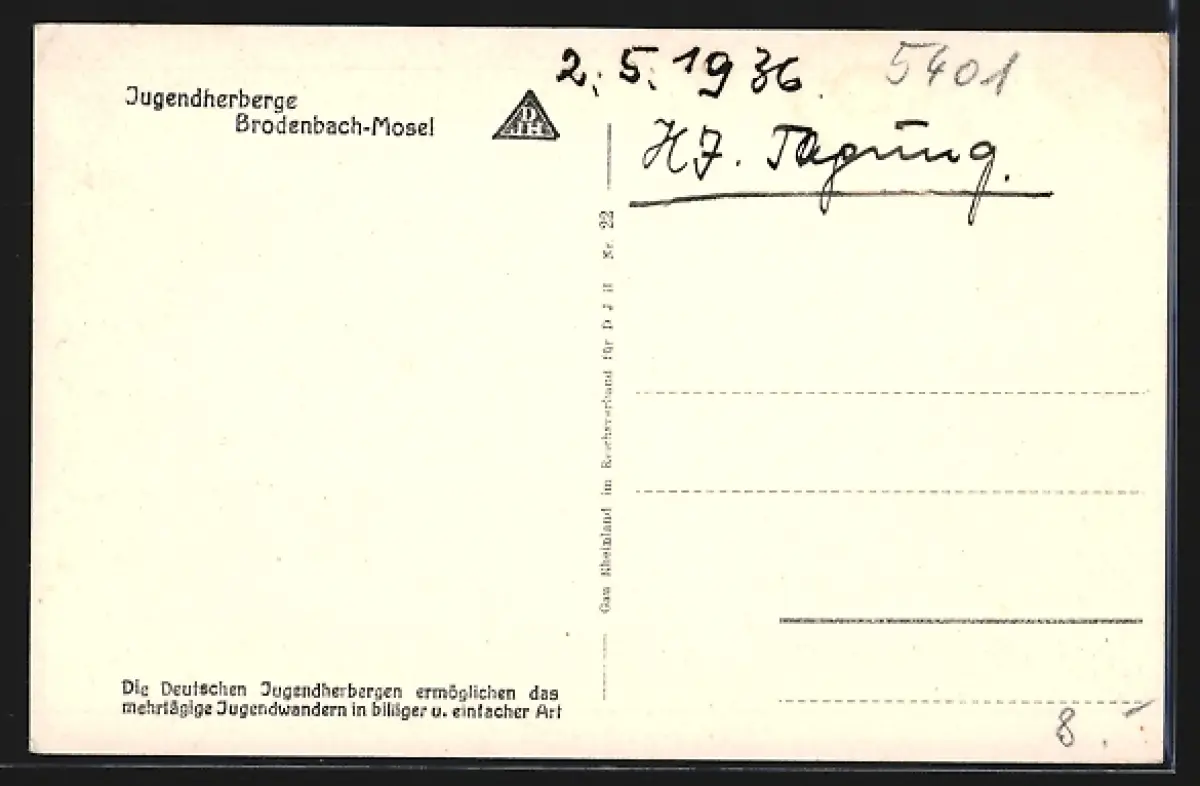 Jugendherberge
Brodenbach-Mosel
2. 5. 1936.
5401
HJ. Tagung.
Gau Rheinland im Reichsverband für DJH Nr. 22
Die Deutschen Jugendherbergen ermöglichen das
mehrtägige Jugendwandern in billiger u. einfacher Art
8.-